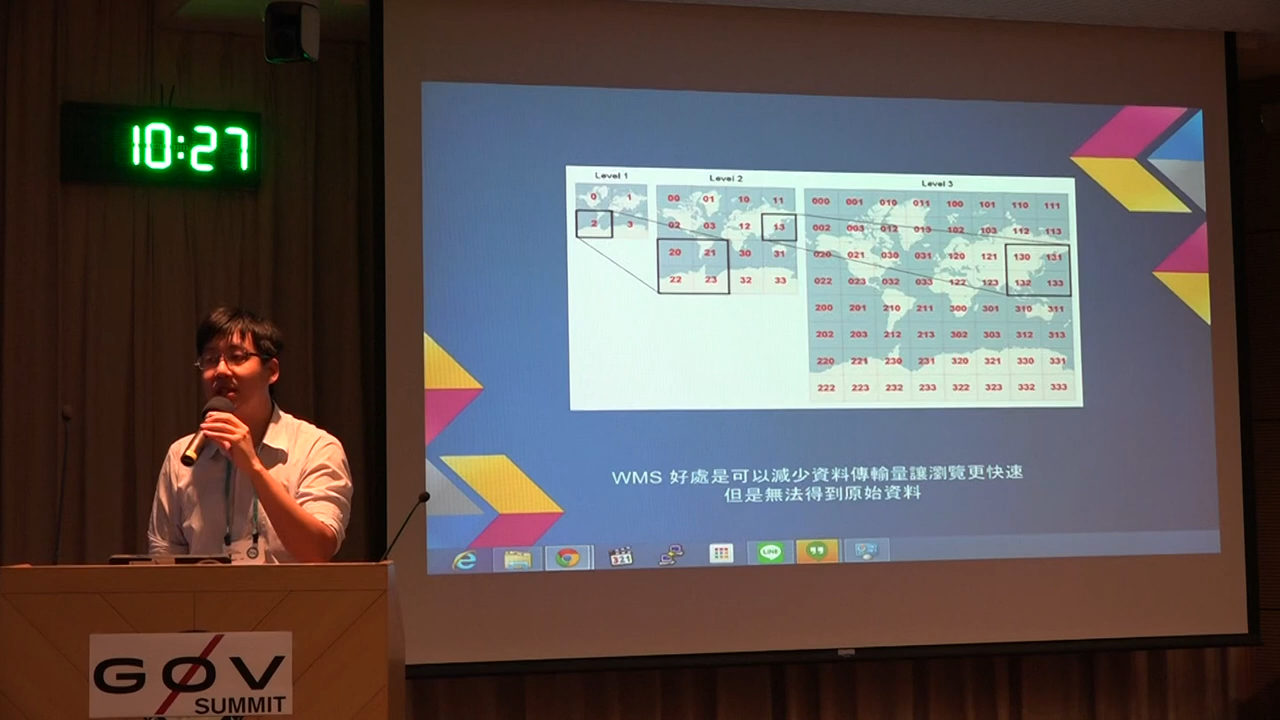 10:27
Level 1
Level 2
Level 3
0 1
2 3
00 01 10 11
02 03 12 13
20 21 30 31
22 23 32 33
000 001 010 011 100 101 110 111
002 003 012 013 102 103 112 113
020 021 030 031 120 121 130 131
022 023 032 033 122 123 132 133
200 201 210 211 300 301 310 311
202 203 212 213 302 303 312 313
220 221 230 231 320 321 330 331
222 223 232 233 322 323 332 333
WMS 好處是可以減少資料傳輸量讓瀏覽更快速
但是無法得到原始資料
321
LINE
GØV
SUMMIT